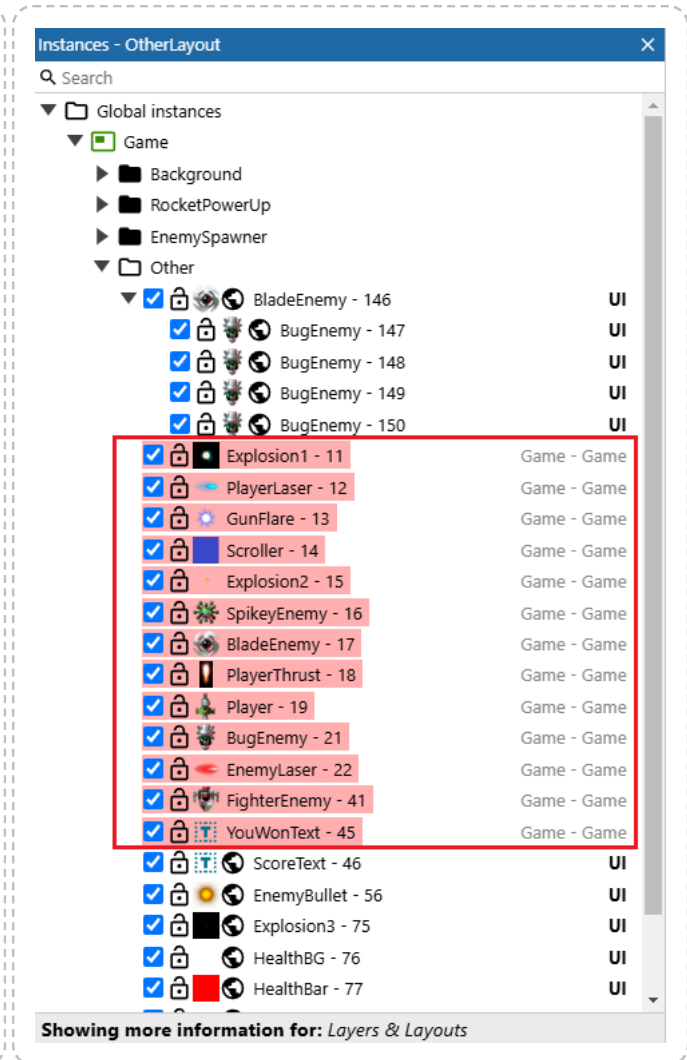 Instances - OtherLayout
Search
Global instances
Game
Background
RocketPowerUp
EnemySpawner
Other
BladeEnemy - 146 UI
BugEnemy - 147 UI
BugEnemy - 148 UI
BugEnemy - 149 UI
BugEnemy - 150 UI
Explosion1 - 11 Game - Game
PlayerLaser - 12 Game - Game
GunFlare - 13 Game - Game
Scroller - 14 Game - Game
Explosion2 - 15 Game - Game
SpikeyEnemy - 16 Game - Game
BladeEnemy - 17 Game - Game
PlayerThrust - 18 Game - Game
Player - 19 Game - Game
BugEnemy - 21 Game - Game
EnemyLaser - 22 Game - Game
FighterEnemy - 41 Game - Game
YouWonText - 45 Game - Game
ScoreText - 46 UI
EnemyBullet - 56 UI
Explosion3 - 75 UI
HealthBG - 76 UI
HealthBar - 77 UI
Showing more information for: Layers & Layouts